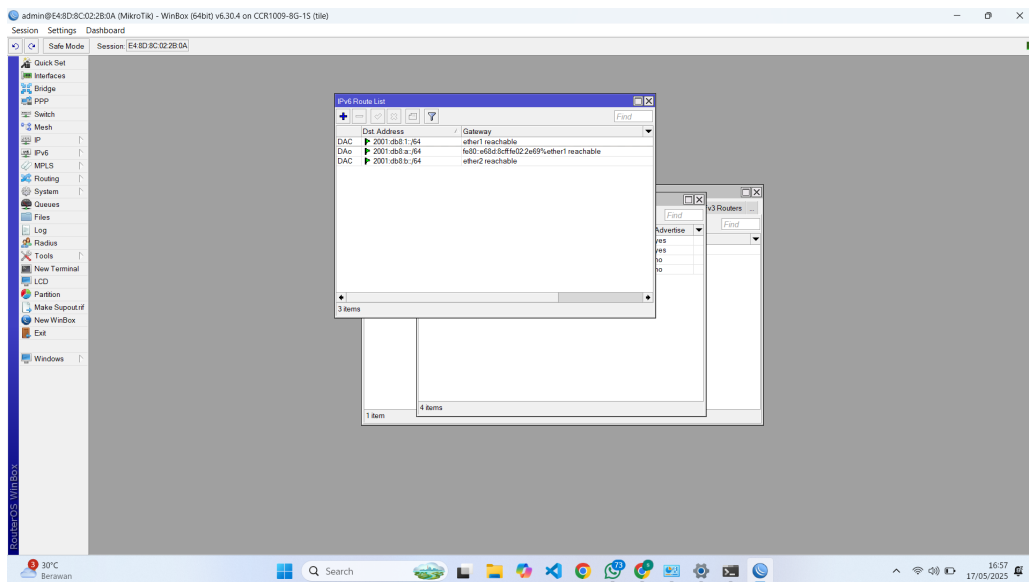 admin@E4:8D:8C:02:2B:0A (MikroTik) - WinBox (64bit) v6.30.4 on CCR1009-8G-1S (tile)
Session Settings Dashboard
Safe Mode Session: E4:8D:8C:02:2B:0A
Quick Set
Interfaces
Bridge
PPP
Switch
Mesh
IP
IPv6
MPLS
Routing
System
Queues
Files
Log
Radius
Tools
New Terminal
LCD
Partition
Make Supout.rif
New WinBox
Exit
Windows
RouterOS WinBox
IPv6 Route List
Find
Dst. Address Gateway
DAC 2001:db8:1::/64 ether1 reachable
DAo 2001:db8:a::/64 fe80::e68d:8cff:fe02:2e69%ether1 reachable
DAC 2001:db8:b::/64 ether2 reachable
3 items
Find
Advertise
yes
yes
no
no
4 items
v3 Routers ...
Find
1 item
3 30°C
Berawan
Search
73
16:57
17/05/2025